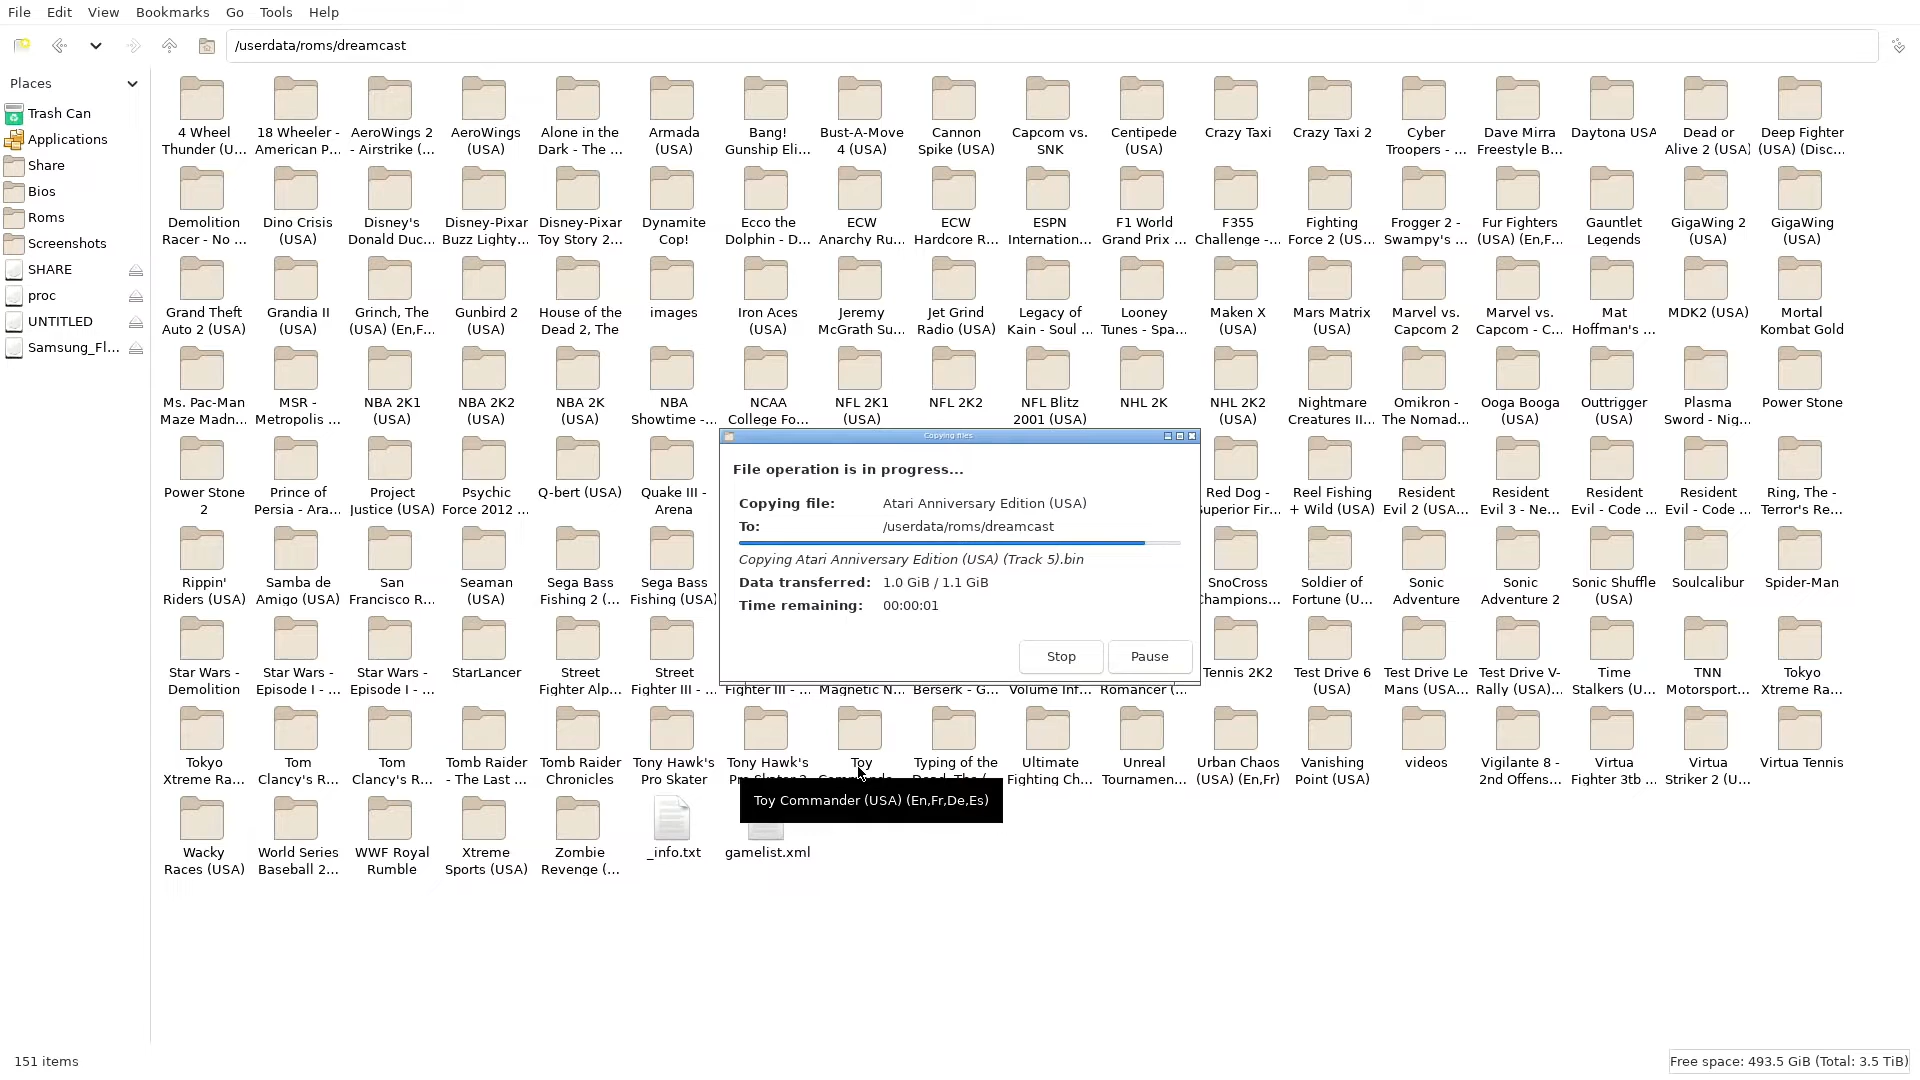 File Edit View Bookmarks Go Tools Help
/userdata/roms/dreamcast
Places
Trash Can
Applications
Share
Bios
Roms
Screenshots
SHARE
proc
UNTITLED
Samsung_Fl...
4 Wheel
Thunder (U...
18 Wheeler -
American P...
AeroWings 2
- Airstrike (...
AeroWings
(USA)
Alone in the
Dark - The ...
Armada
(USA)
Bang!
Gunship Eli...
Bust-A-Move
4 (USA)
Cannon
Spike (USA)
Capcom vs.
SNK
Centipede
(USA)
Crazy Taxi
Crazy Taxi 2
Cyber
Troopers - ...
Dave Mirra
Freestyle B...
Daytona USA
Dead or
Alive 2 (USA)
Deep Fighter
(USA) (Disc...
Demolition
Racer - No ...
Dino Crisis
(USA)
Disney's
Donald Duc...
Disney-Pixar
Buzz Lighty...
Disney-Pixar
Toy Story 2...
Dynamite
Cop!
Ecco the
Dolphin - D...
ECW
Anarchy Ru...
ECW
Hardcore R...
ESPN
Internation...
F1 World
Grand Prix ...
F355
Challenge -...
Fighting
Force 2 (US...
Frogger 2 -
Swampy's ...
Fur Fighters
(USA) (En,F...
Gauntlet
Legends
GigaWing 2
(USA)
GigaWing
(USA)
Grand Theft
Auto 2 (USA)
Grandia II
(USA)
Grinch, The
(USA) (En,F...
Gunbird 2
(USA)
House of the
Dead 2, The
images
Iron Aces
(USA)
Jeremy
McGrath Su...
Jet Grind
Radio (USA)
Legacy of
Kain - Soul ...
Looney
Tunes - Spa...
Maken X
(USA)
Mars Matrix
(USA)
Marvel vs.
Capcom 2
Marvel vs.
Capcom - C...
Mat
Hoffman's ...
MDK2 (USA)
Mortal
Kombat Gold
Ms. Pac-Man
Maze Madn...
MSR -
Metropolis ...
NBA 2K1
(USA)
NBA 2K2
(USA)
NBA 2K
(USA)
NBA
Showtime -...
NCAA
College Fo...
NFL 2K1
(USA)
NFL 2K2
NFL Blitz
2001 (USA)
NHL 2K
NHL 2K2
(USA)
Nightmare
Creatures II...
Omikron -
The Nomad...
Ooga Booga
(USA)
Outtrigger
(USA)
Plasma
Sword - Nig...
Power Stone
Power Stone
2
Prince of
Persia - Ara...
Project
Justice (USA)
Psychic
Force 2012 ...
Q-bert (USA)
Quake III -
Arena
Red Dog -
Superior Fir...
Reel Fishing
+ Wild (USA)
Resident
Evil 2 (USA...
Resident
Evil 3 - Ne...
Resident
Evil - Code ...
Resident
Evil - Code ...
Ring, The -
Terror's Re...
Rippin'
Riders (USA)
Samba de
Amigo (USA)
San
Francisco R...
Seaman
(USA)
Sega Bass
Fishing 2 (...
Sega Bass
Fishing (USA)
SnoCross
Champions...
Soldier of
Fortune (U...
Sonic
Adventure
Sonic
Adventure 2
Sonic Shuffle
(USA)
Soulcalibur
Spider-Man
Star Wars -
Demolition
Star Wars -
Episode I - ...
Star Wars -
Episode I - ...
StarLancer
Street
Fighter Alp...
Street
Fighter III - ...
Fighter III - ...
Magnetic N...
Berserk - G...
Volume Inf...
Romancer (...
Tennis 2K2
Test Drive 6
(USA)
Test Drive Le
Mans (USA...
Test Drive V-
Rally (USA)...
Time
Stalkers (U...
TNN
Motorsport...
Tokyo
Xtreme Ra...
Tokyo
Xtreme Ra...
Tom
Clancy's R...
Tom
Clancy's R...
Tomb Raider
- The Last ...
Tomb Raider
Chronicles
Tony Hawk's
Pro Skater
Tony Hawk's
Pro Skater 2
Toy
Typing of the
Dead, The (...
Ultimate
Fighting Ch...
Unreal
Tournamen...
Urban Chaos
(USA) (En,Fr)
Vanishing
Point (USA)
videos
Vigilante 8 -
2nd Offens...
Virtua
Fighter 3tb ...
Virtua
Striker 2 (U...
Virtua Tennis
Wacky
Races (USA)
World Series
Baseball 2...
WWF Royal
Rumble
Xtreme
Sports (USA)
Zombie
Revenge (...
_info.txt
gamelist.xml
Copying files
File operation is in progress...
Copying file: Atari Anniversary Edition (USA)
To: /userdata/roms/dreamcast
Copying Atari Anniversary Edition (USA) (Track 5).bin
Data transferred: 1.0 GiB / 1.1 GiB
Time remaining: 00:00:01
Stop Pause
Toy Commander (USA) (En,Fr,De,Es)
151 items
Free space: 493.5 GiB (Total: 3.5 TiB)